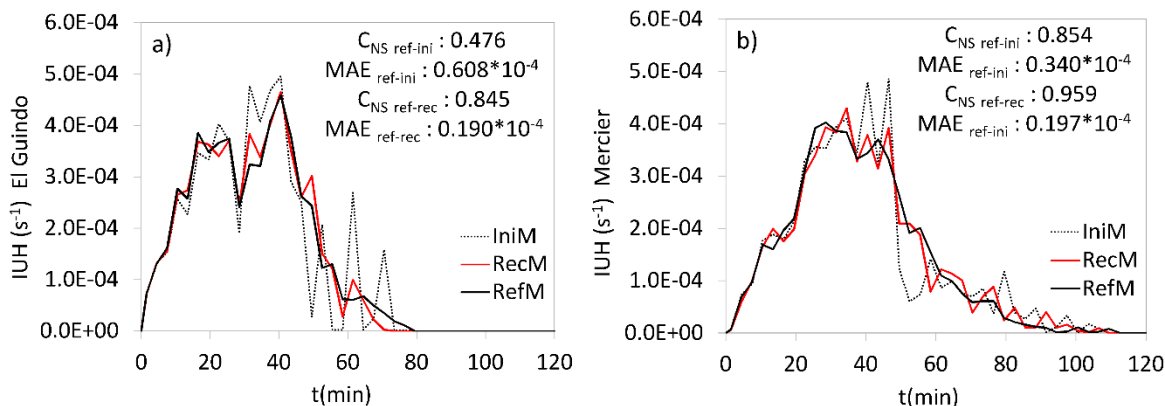 a)
C_NS ref-ini : 0.476
MAE ref-ini : 0.608*10^-4
C_NS ref-rec : 0.845
MAE ref-rec : 0.190*10^-4
IUH (s^-1) El Guindo
6.0E-04
5.0E-04
4.0E-04
3.0E-04
2.0E-04
1.0E-04
0.0E+00
IniM
RecM
RefM
0 20 40 60 80 100 120
t(min)
b)
C_NS ref-ini : 0.854
MAE ref-ini : 0.340*10^-4
C_NS ref-rec : 0.959
MAE ref-ini : 0.197*10^-4
IUH (s^-1) Mercier
6.0E-04
5.0E-04
4.0E-04
3.0E-04
2.0E-04
1.0E-04
0.0E+00
IniM
RecM
RefM
0 20 40 60 80 100 120
t(min)